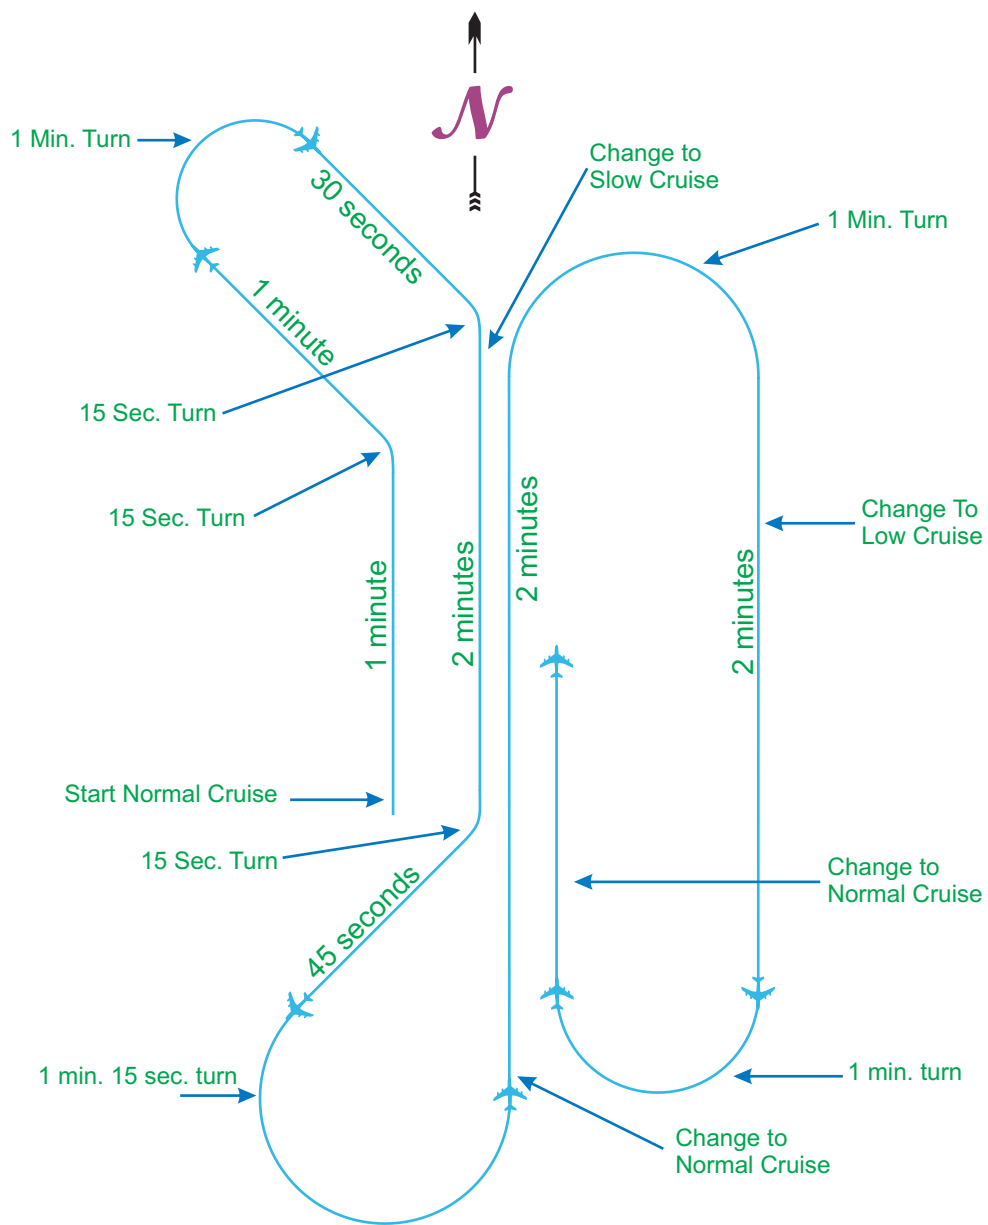 N
1 Min. Turn
Change to
Slow Cruise
30 seconds
1 Min. Turn
1 minute
15 Sec. Turn
15 Sec. Turn
2 minutes
Change To
Low Cruise
1 minute
2 minutes
2 minutes
Start Normal Cruise
15 Sec. Turn
Change to
Normal Cruise
45 seconds
1 min. 15 sec. turn
1 min. turn
Change to
Normal Cruise